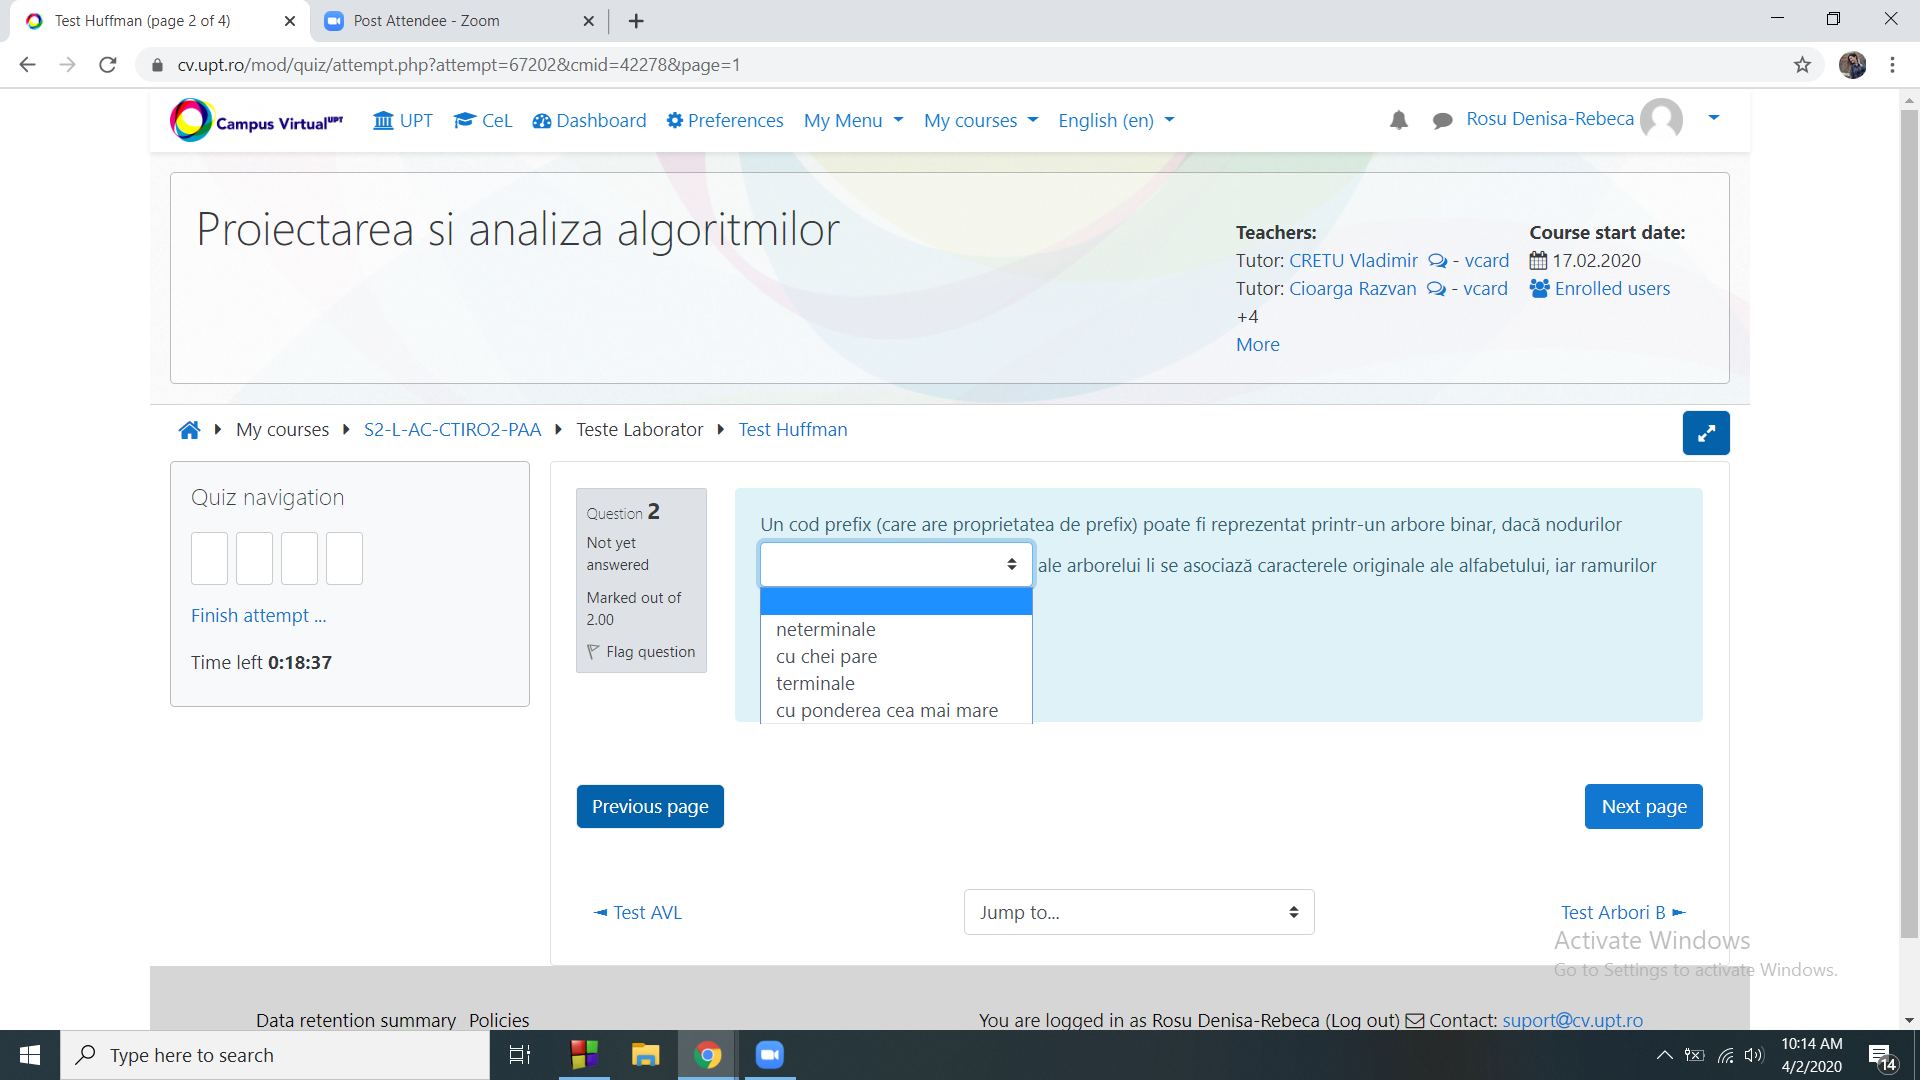 Test Huffman (page 2 of 4)
Post Attendee - Zoom
cv.upt.ro/mod/quiz/attempt.php?attempt=67202&cmid=42278&page=1
Campus Virtual UPT
UPT
CeL
Dashboard
Preferences
My Menu
My courses
English (en)
Rosu Denisa-Rebeca
Proiectarea si analiza algoritmilor
Teachers:
Tutor: CRETU Vladimir - vcard
Tutor: Cioarga Razvan - vcard
+4
More
Course start date:
17.02.2020
Enrolled users
My courses
S2-L-AC-CTIRO2-PAA
Teste Laborator
Test Huffman
Quiz navigation
Finish attempt ...
Time left 0:18:37
Question 2
Not yet
answered
Marked out of
2.00
Flag question
Un cod prefix (care are proprietatea de prefix) poate fi reprezentat printr-un arbore binar, dacă nodurilor
ale arborelui li se asociază caracterele originale ale alfabetului, iar ramurilor
neterminale
cu chei pare
terminale
cu ponderea cea mai mare
Previous page
Next page
◄ Test AVL
Jump to...
Test Arbori B ►
Activate Windows
Go to Settings to activate Windows.
Data retention summary
Policies
You are logged in as Rosu Denisa-Rebeca (Log out) Contact: suport@cv.upt.ro
Type here to search
10:14 AM
4/2/2020
14